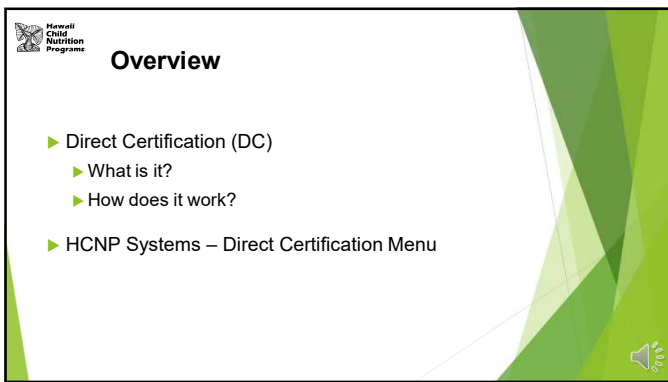 Hawaii
Child
Nutrition
Programs
Overview
Direct Certification (DC)
What is it?
How does it work?
HCNP Systems – Direct Certification Menu